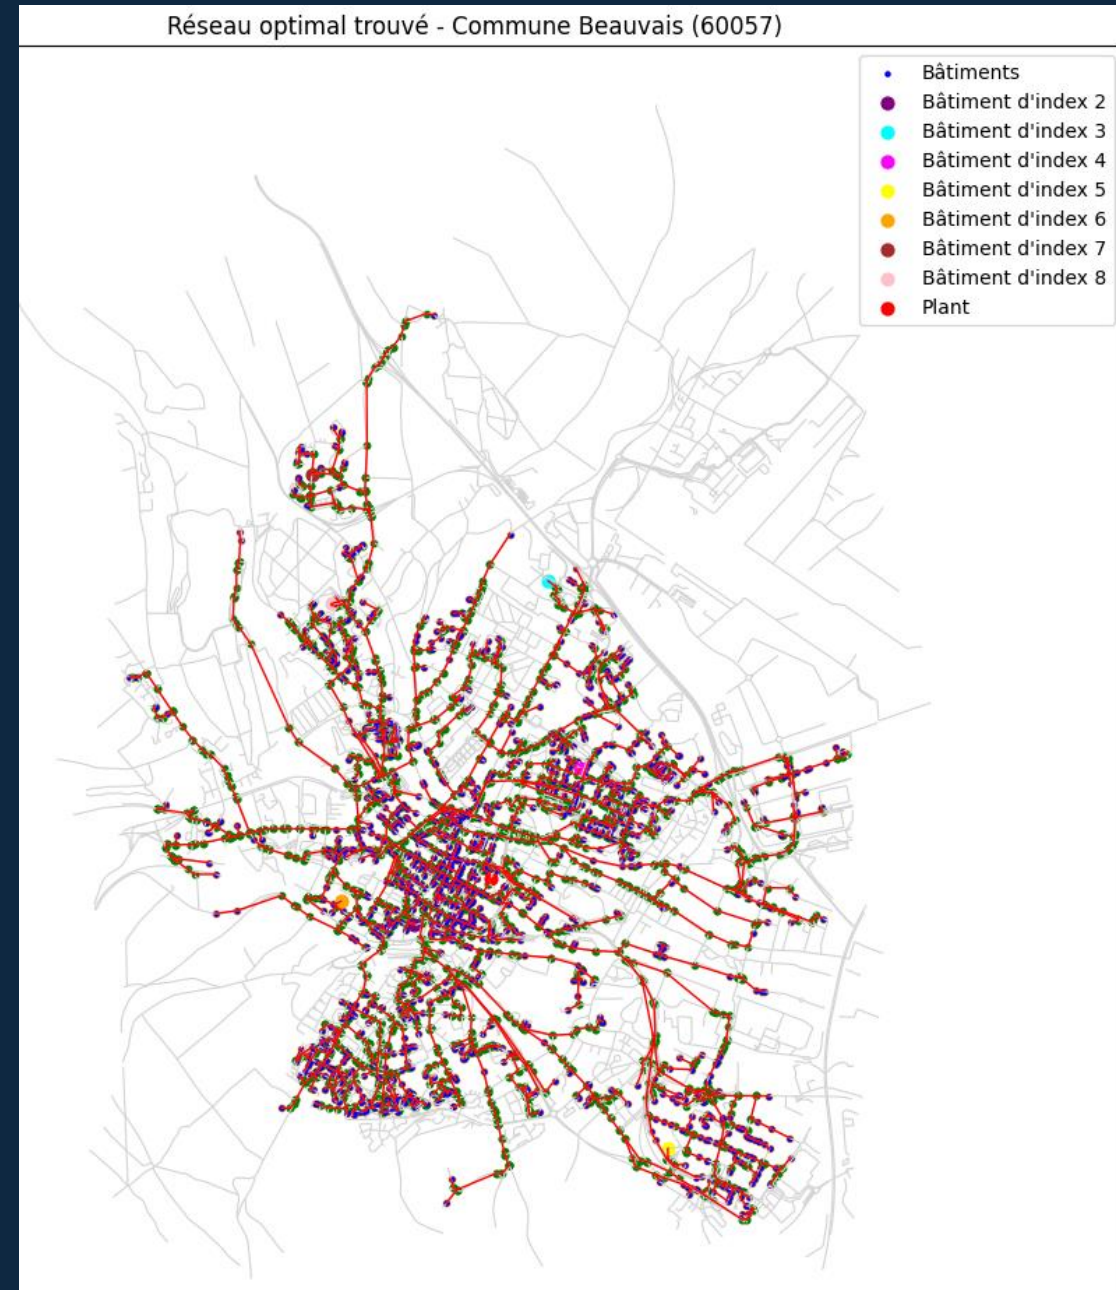 Réseau optimal trouvé - Commune Beauvais (60057)
Bâtiments
Bâtiment d'index 2
Bâtiment d'index 3
Bâtiment d'index 4
Bâtiment d'index 5
Bâtiment d'index 6
Bâtiment d'index 7
Bâtiment d'index 8
Plant